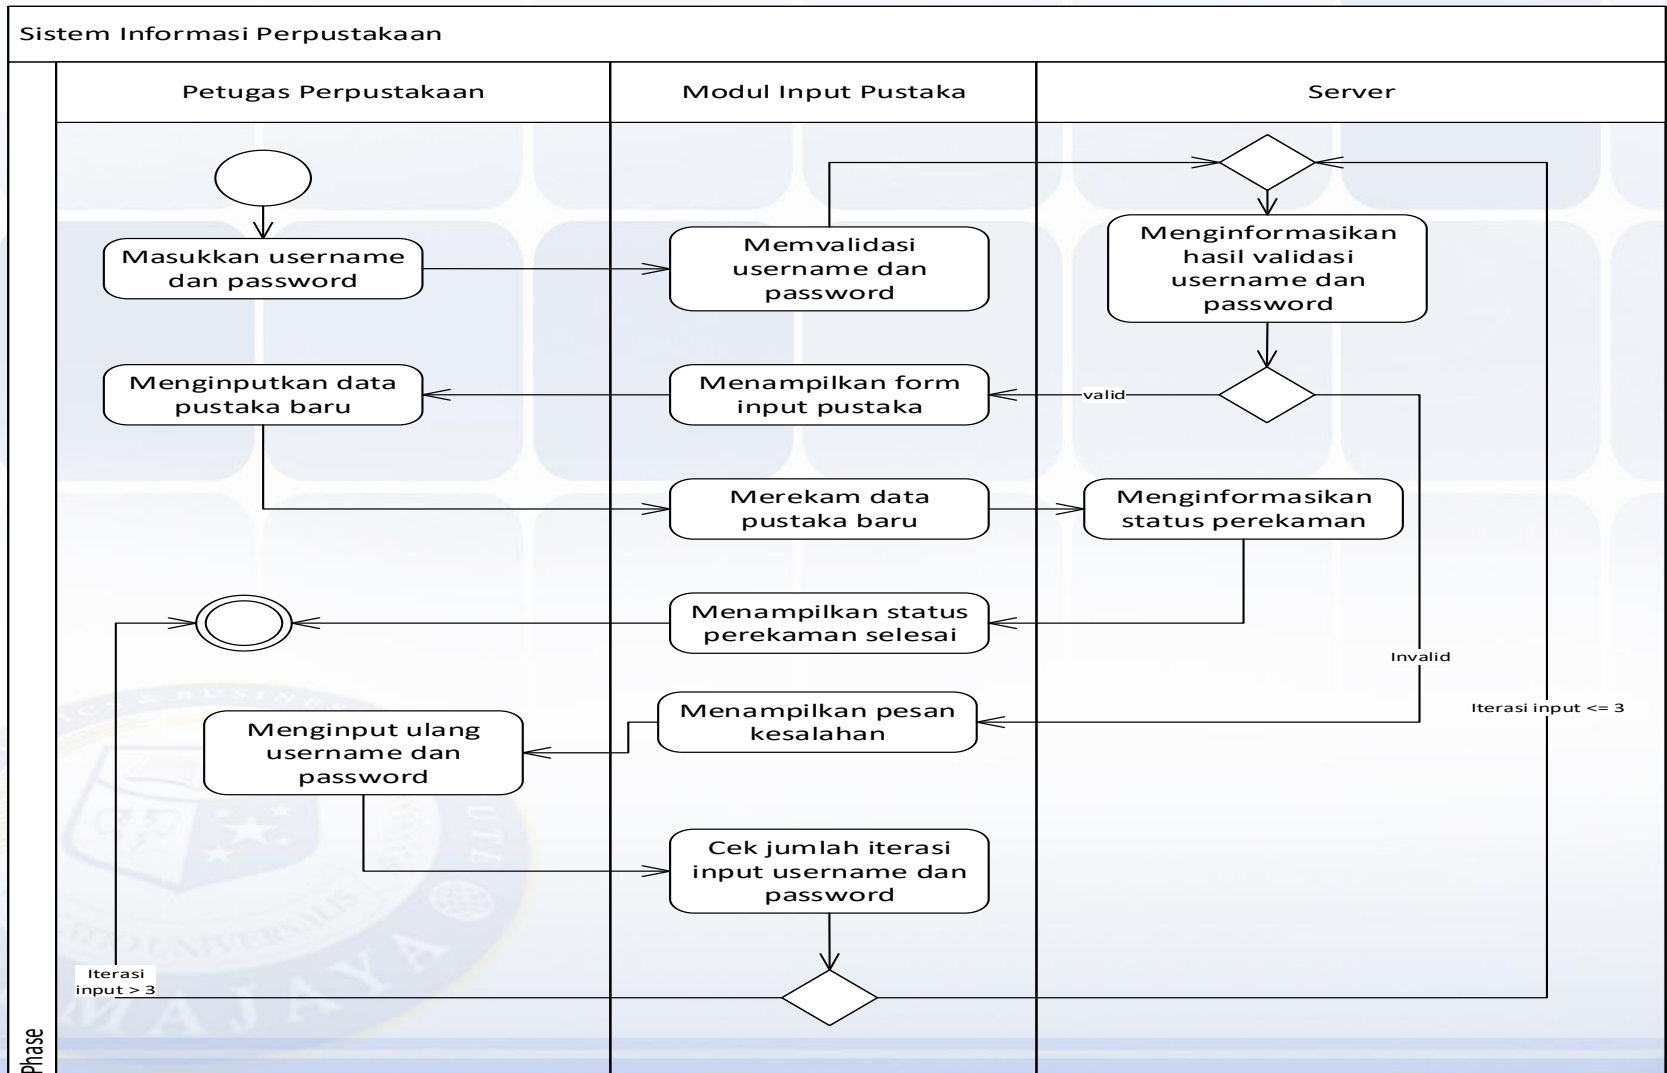 Sistem Informasi Perpustakaan
Petugas Perpustakaan
Modul Input Pustaka
Server
Masukkan username
dan password
Memvalidasi
username dan
password
Menginformasikan
hasil validasi
username dan
password
Menginputkan data
pustaka baru
Menampilkan form
input pustaka
valid
Merekam data
pustaka baru
Menginformasikan
status perekaman
Menampilkan status
perekaman selesai
Invalid
Iterasi input <= 3
Menampilkan pesan
kesalahan
Menginput ulang
username dan
password
Cek jumlah iterasi
input username dan
password
Iterasi
input > 3
Phase